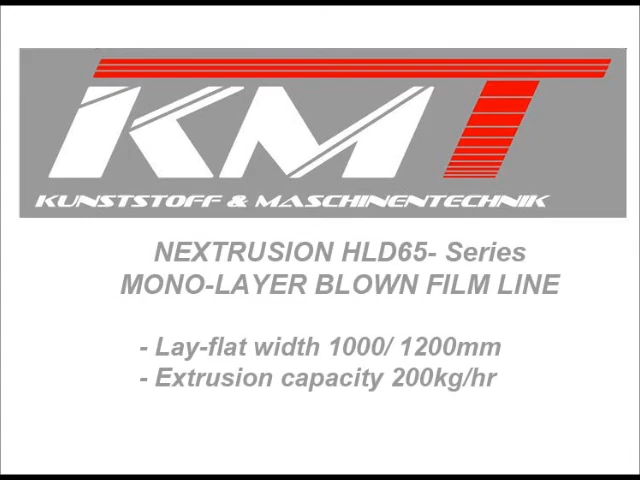 KMT
KUNSTSTOFF & MASCHINENTECHNIK
NEXTRUSION HLD65- Series
MONO-LAYER BLOWN FILM LINE
- Lay-flat width 1000/ 1200mm
- Extrusion capacity 200kg/hr